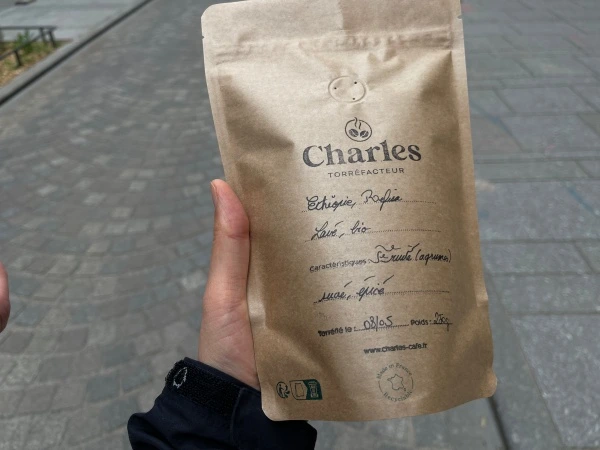 Charles
TORRÉFACTEUR
Ethiopie,
Lavé, bio
Caractéristiques : Fruité (agrumes)
sucré, épicé
Torréfié le : 08/05 Poids : 250g
www.charles-cafe.fr